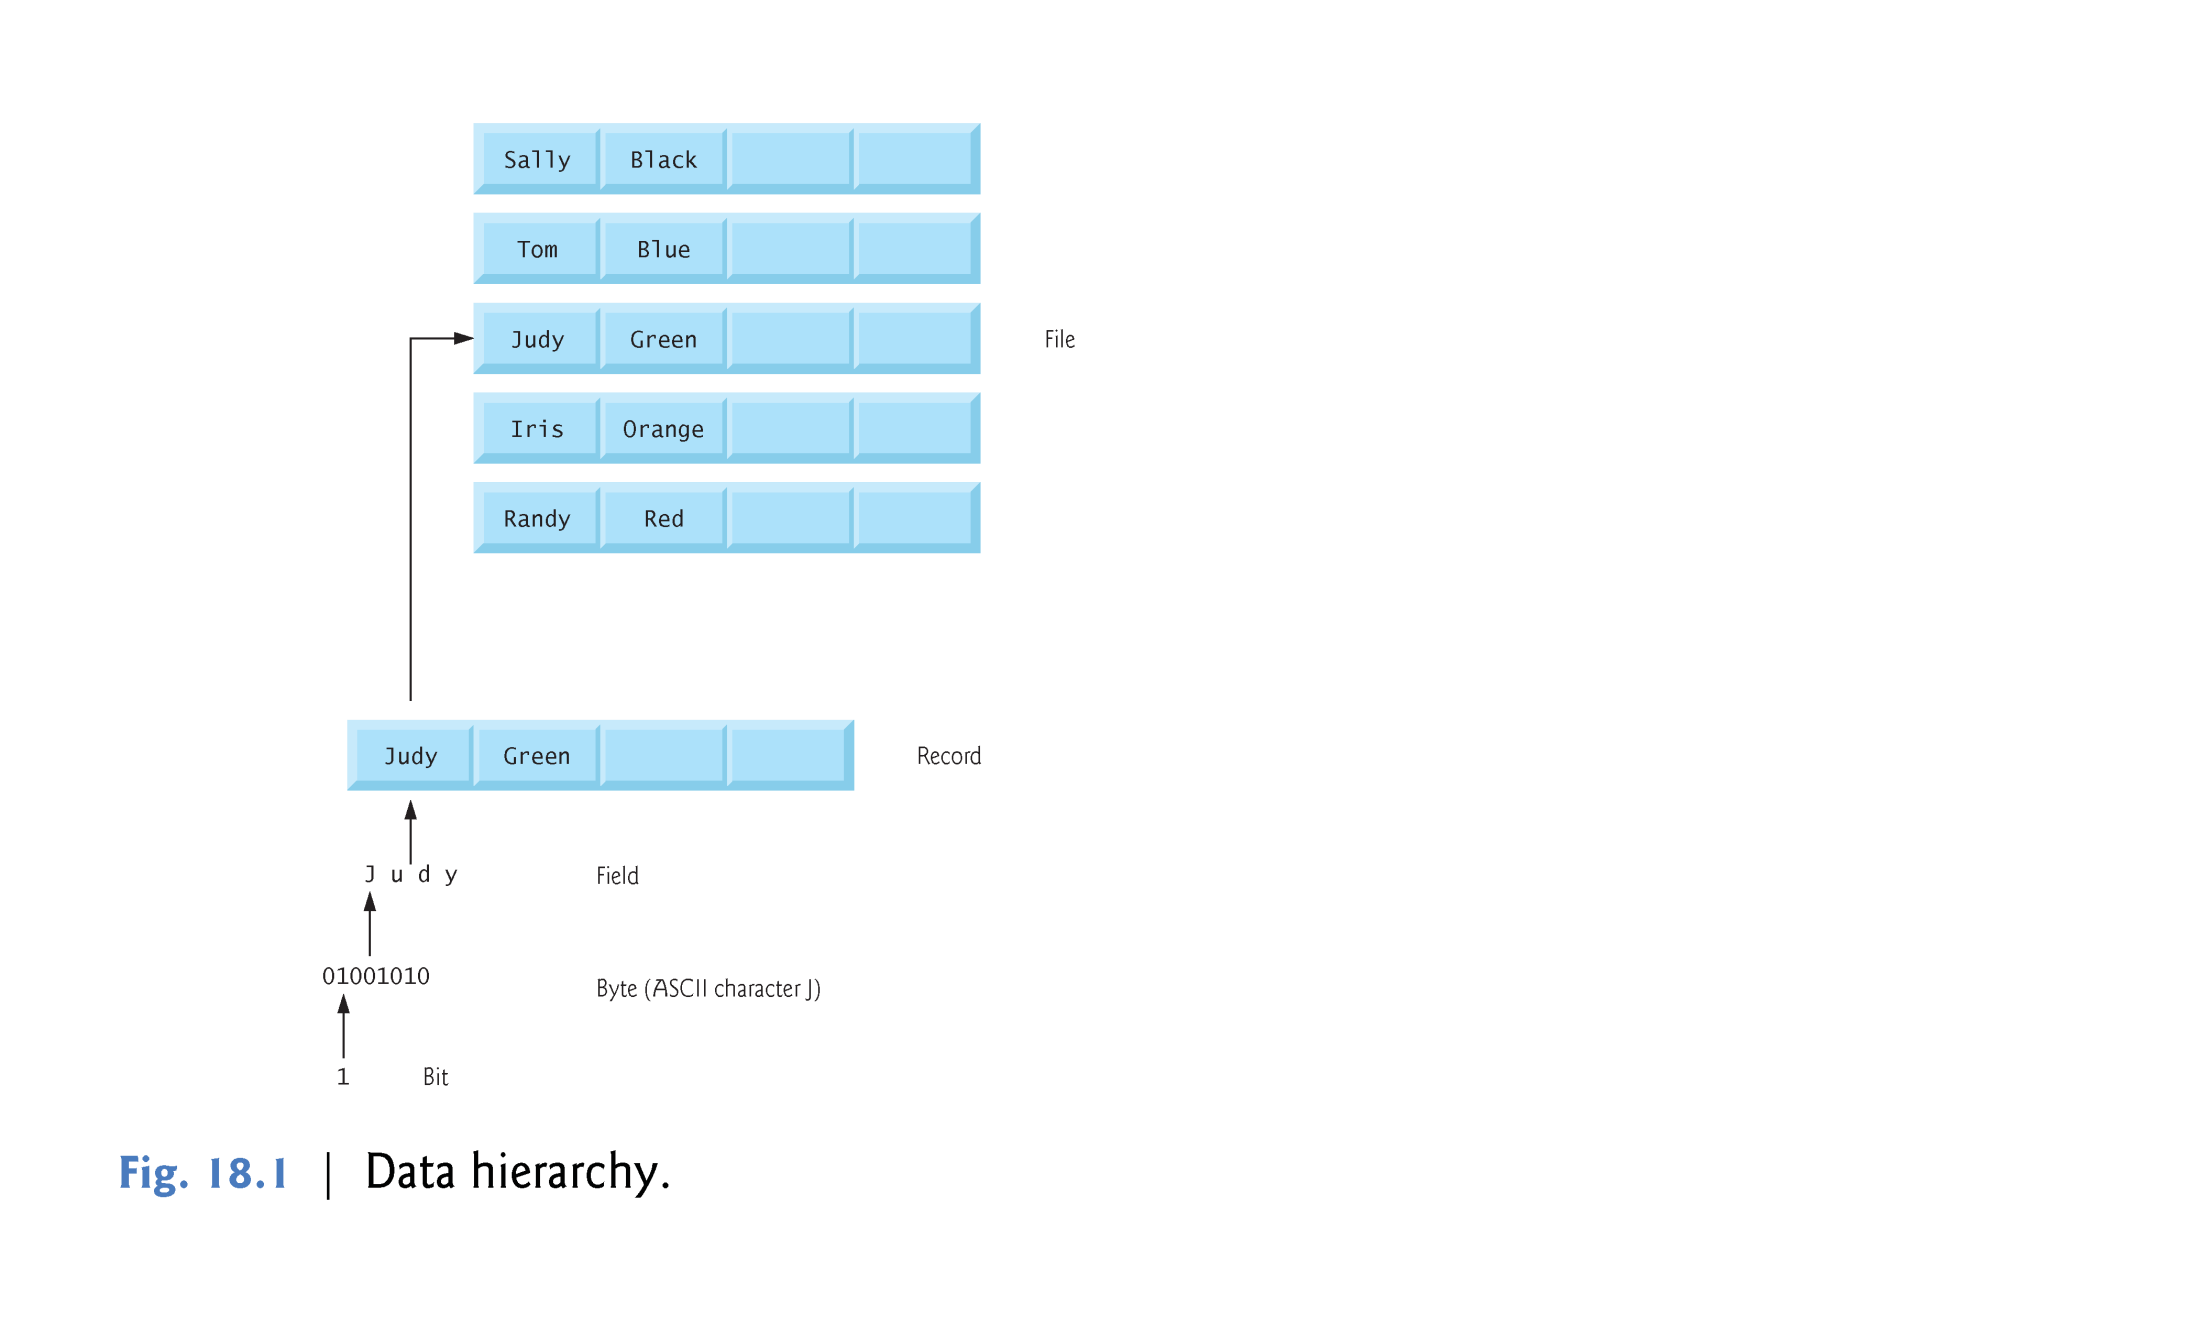 Sally Black
Tom Blue
Judy Green File
Iris Orange
Randy Red
Judy Green Record
J u d y Field
01001010 Byte (ASCII character J)
1 Bit
Fig. 18.1 | Data hierarchy.